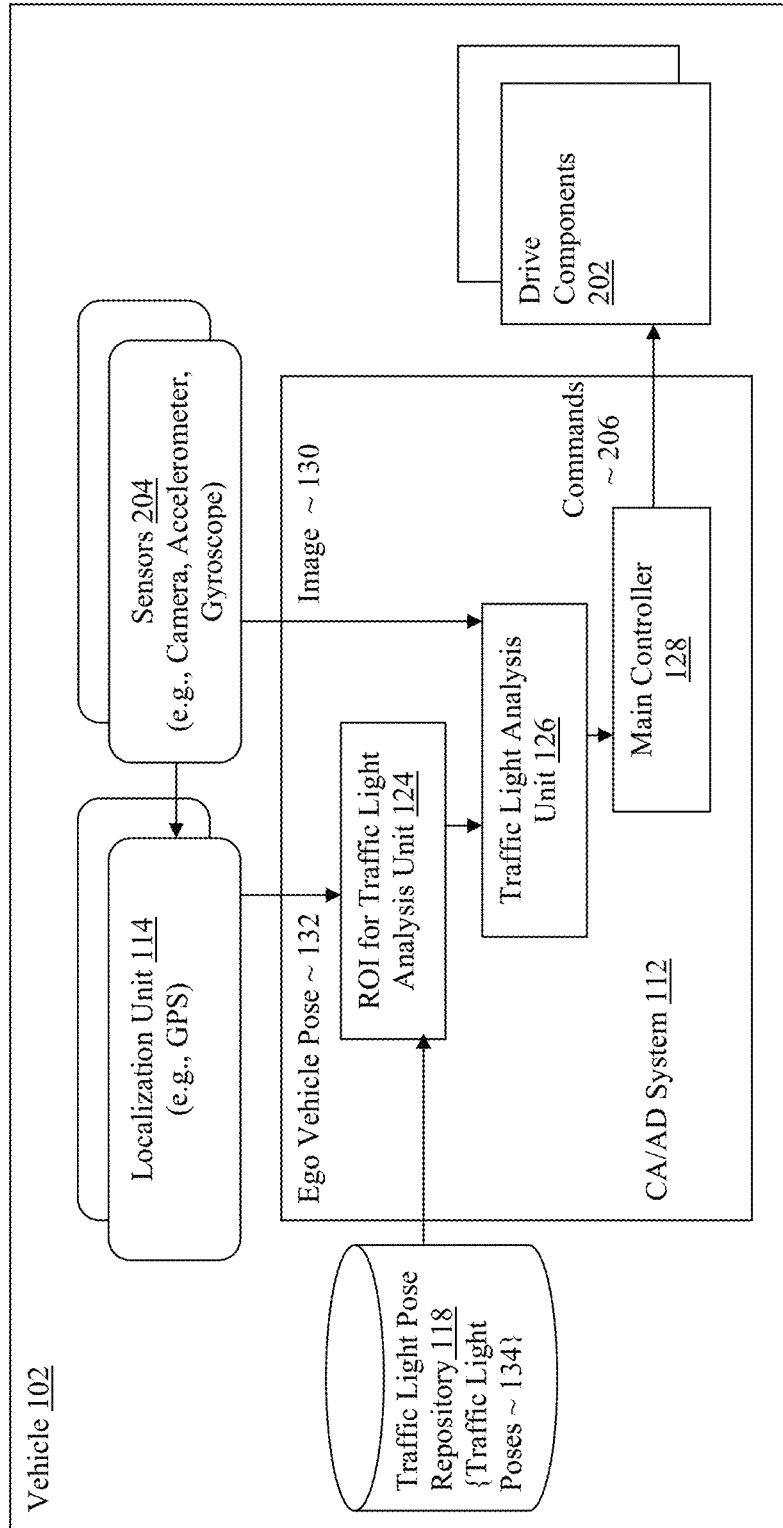 Vehicle 102
Localization Unit 114
(e.g., GPS)
Sensors 204
(e.g., Camera, Accelerometer,
Gyroscope)
Traffic Light Pose
Repository 118
{Traffic Light
Poses ~ 134}
Ego Vehicle Pose ~ 132
Image ~ 130
ROI for Traffic Light
Analysis Unit 124
Traffic Light Analysis
Unit 126
Main Controller
128
Commands
~ 206
CA/AD System 112
Drive
Components
202